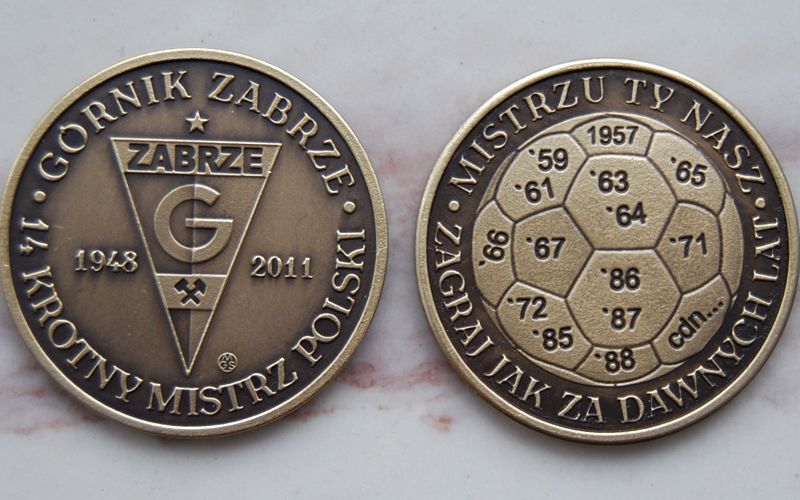 GÓRNIK ZABRZE
14 KROTNY MISTRZ POLSKI
ZABRZE
G
1948 2011
MGS
MISTRZU TY NASZ
ZAGRAJ JAK ZA DAWNYCH LAT
1957
'59
'61
'63
'64
'65
'66
'67
'71
'72
'85
'86
'87
'88
cdn...